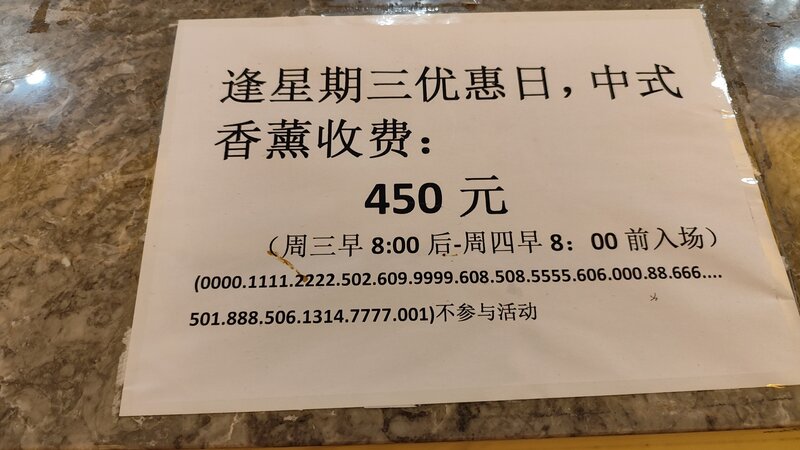 逢星期三优惠日，中式
香薰收费：
450 元
（周三早 8:00 后-周四早 8：00 前入场）
(0000.1111.2222.502.609.9999.608.508.5555.606.000.88.666....
501.888.506.1314.7777.001)不参与活动